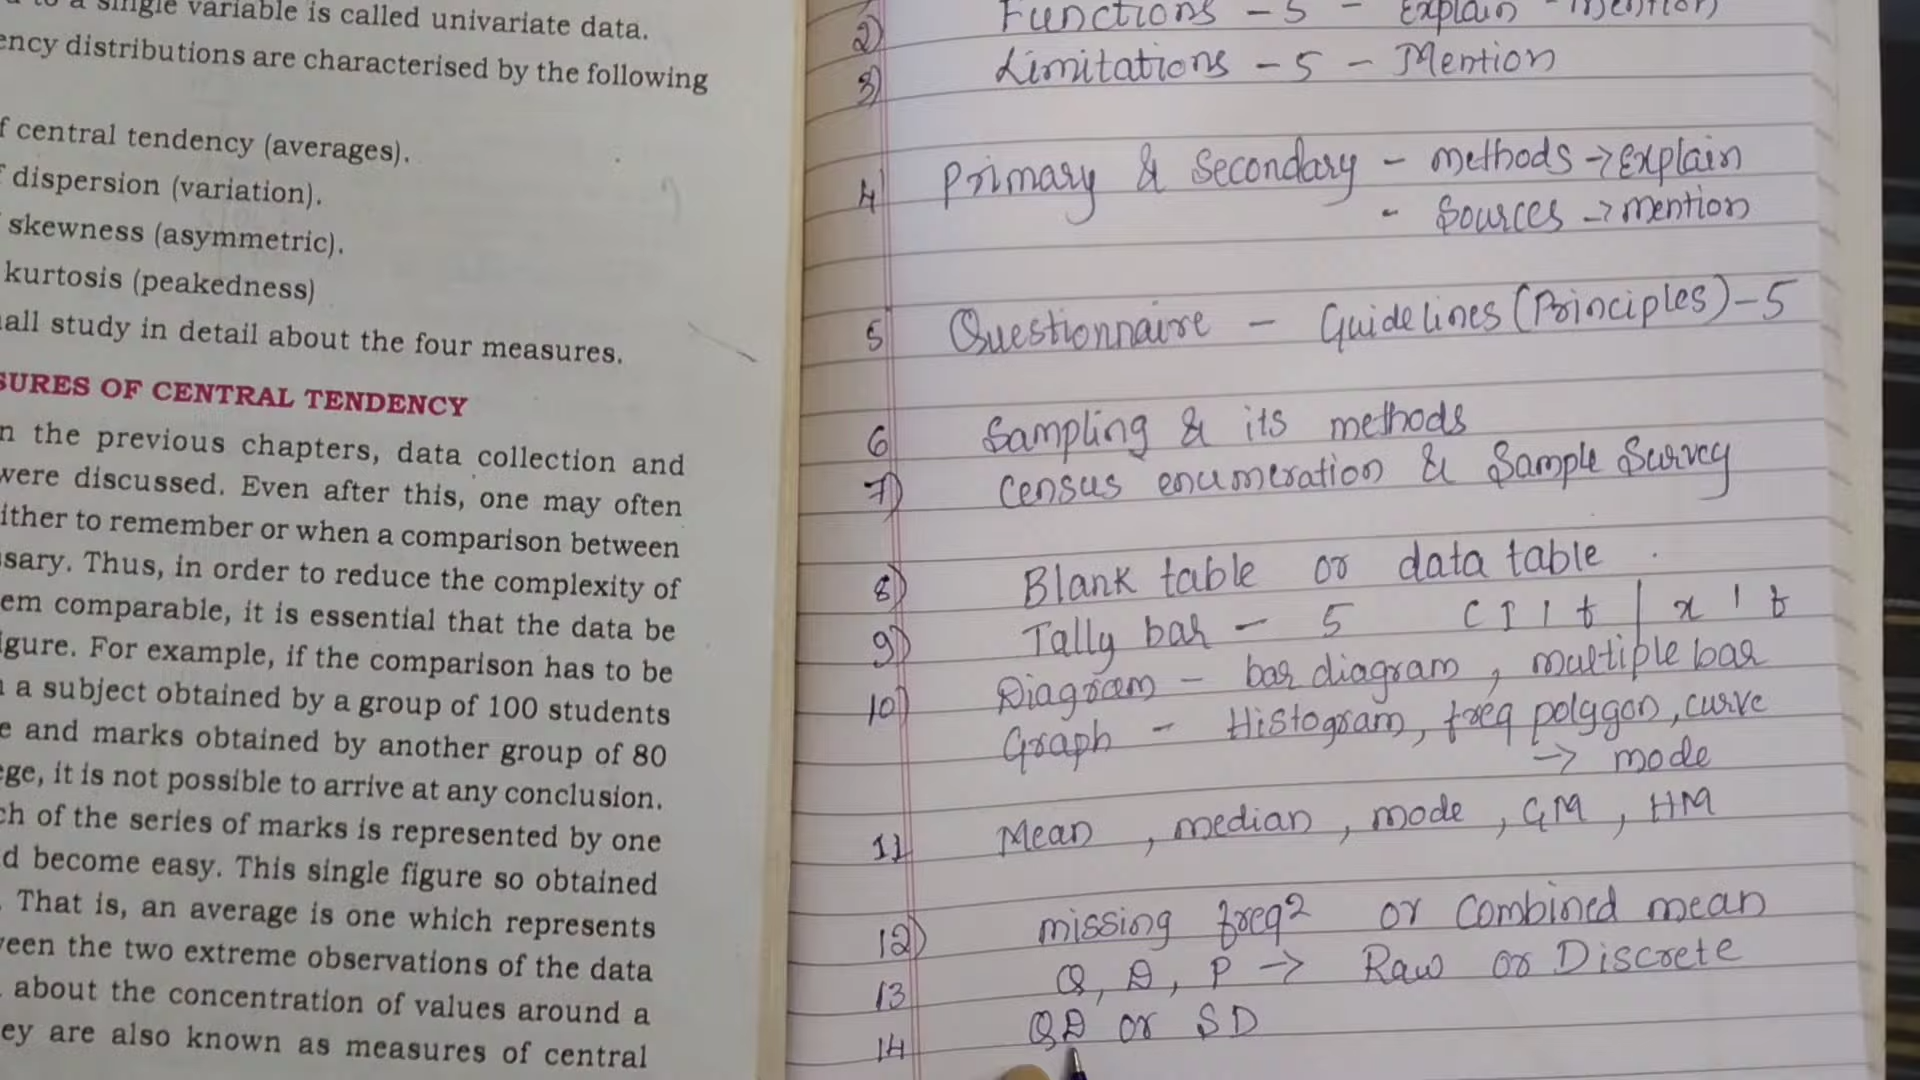 a single variable is called univariate data.
ency distributions are characterised by the following
f central tendency (averages).
f dispersion (variation).
skewness (asymmetric).
kurtosis (peakedness)
all study in detail about the four measures.
SURES OF CENTRAL TENDENCY
n the previous chapters, data collection and
were discussed. Even after this, one may often
ither to remember or when a comparison between
sary. Thus, in order to reduce the complexity of
em comparable, it is essential that the data be
igure. For example, if the comparison has to be
a subject obtained by a group of 100 students
e and marks obtained by another group of 80
ege, it is not possible to arrive at any conclusion.
ch of the series of marks is represented by one
d become easy. This single figure so obtained
. That is, an average is one which represents
ween the two extreme observations of the data
about the concentration of values around a
ey are also known as measures of central
2) Functions - 5 - Explain - Mention
3) Limitations - 5 - Mention
4 Primary & Secondary - methods → Explain
- Sources → mention
5 Questionnaire - Guidelines (Principles) - 5
6 Sampling & its methods
7) Census enumeration & Sample Survey
8) Blank table or data table
9) Tally bar - 5 CI | f | x | f
10) Diagram - bar diagram, multiple bar
Graph - Histogram, freq polygon, curve
→ mode
11 Mean, median, mode, GM, HM
12) missing freq2 or Combined mean
13 Q, D, P → Raw or Discrete
14 QD or SD